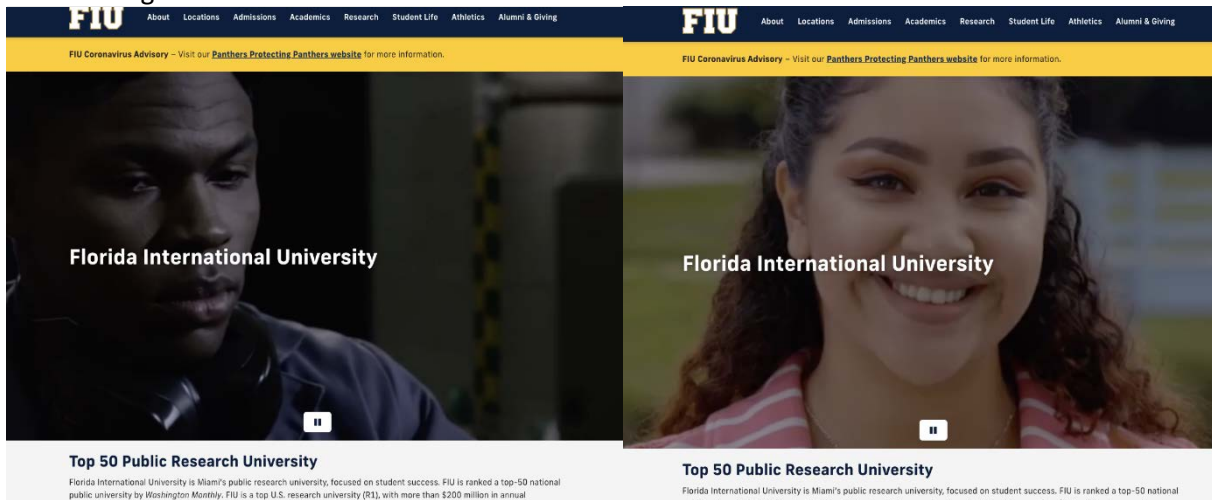 FIU About Locations Admissions Academics Research Student Life Athletics Alumni & Giving
FIU Coronavirus Advisory – Visit our Panthers Protecting Panthers website for more information.
Florida International University
Top 50 Public Research University
Florida International University is Miami's public research university, focused on student success. FIU is ranked a top-50 national
public university by Washington Monthly. FIU is a top U.S. research university (R1), with more than $200 million in annual
FIU About Locations Admissions Academics Research Student Life Athletics Alumni & Giving
FIU Coronavirus Advisory – Visit our Panthers Protecting Panthers website for more information.
Florida International University
Top 50 Public Research University
Florida International University is Miami's public research university, focused on student success. FIU is ranked a top-50 national